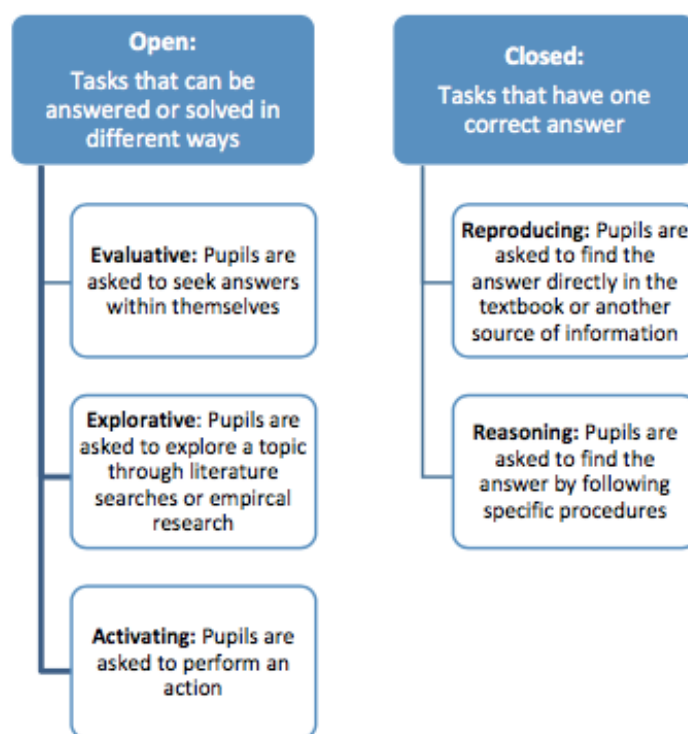 Open:
Tasks that can be
answered or solved in
different ways
Evaluative: Pupils are
asked to seek answers
within themselves
Explorative: Pupils are
asked to explore a topic
through literature
searches or empircal
research
Activating: Pupils are
asked to perform an
action
Closed:
Tasks that have one
correct answer
Reproducing: Pupils are
asked to find the
answer directly in the
textbook or another
source of information
Reasoning: Pupils are
asked to find the
answer by following
specific procedures